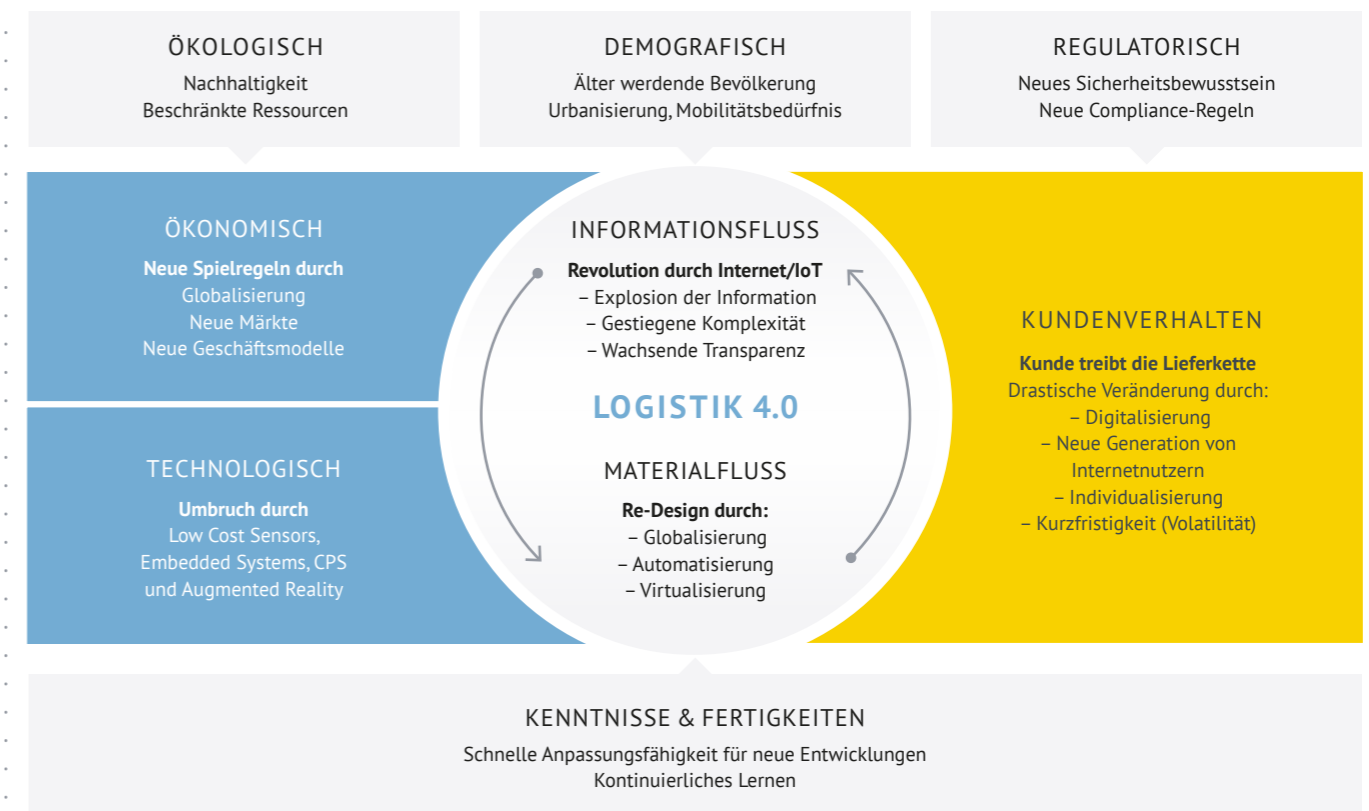 ÖKOLOGISCH
Nachhaltigkeit
Beschränkte Ressourcen
DEMOGRAFISCH
Älter werdende Bevölkerung
Urbanisierung, Mobilitätsbedürfnis
REGULATORISCH
Neues Sicherheitsbewusstsein
Neue Compliance-Regeln
ÖKONOMISCH
Neue Spielregeln durch
Globalisierung
Neue Märkte
Neue Geschäftsmodelle
TECHNOLOGISCH
Umbruch durch
Low Cost Sensors,
Embedded Systems, CPS
und Augmented Reality
INFORMATIONSFLUSS
Revolution durch Internet/IoT
– Explosion der Information
– Gestiegene Komplexität
– Wachsende Transparenz
LOGISTIK 4.0
MATERIALFLUSS
Re-Design durch:
– Globalisierung
– Automatisierung
– Virtualisierung
KUNDENVERHALTEN
Kunde treibt die Lieferkette
Drastische Veränderung durch:
– Digitalisierung
– Neue Generation von
Internetnutzern
– Individualisierung
– Kurzfristigkeit (Volatilität)
KENNTNISSE & FERTIGKEITEN
Schnelle Anpassungsfähigkeit für neue Entwicklungen
Kontinuierliches Lernen